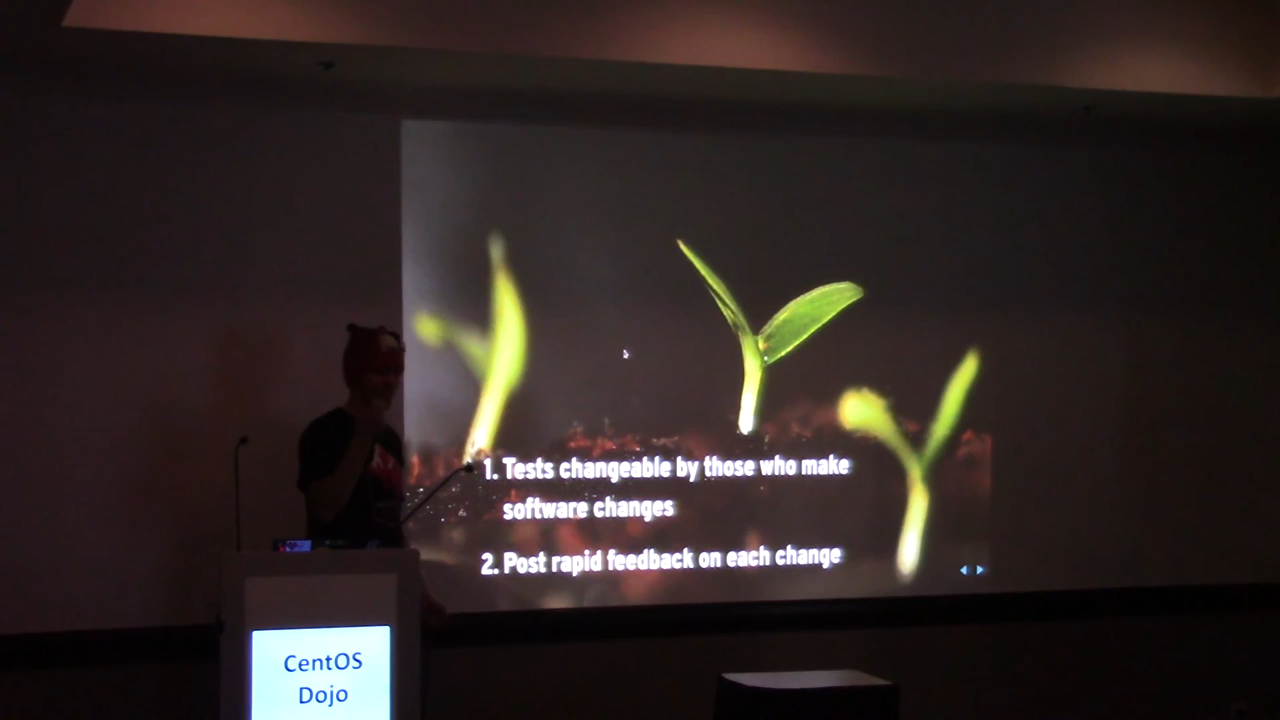 1. Tests changeable by those who make
software changes
2. Post rapid feedback on each change
CentOS
Dojo